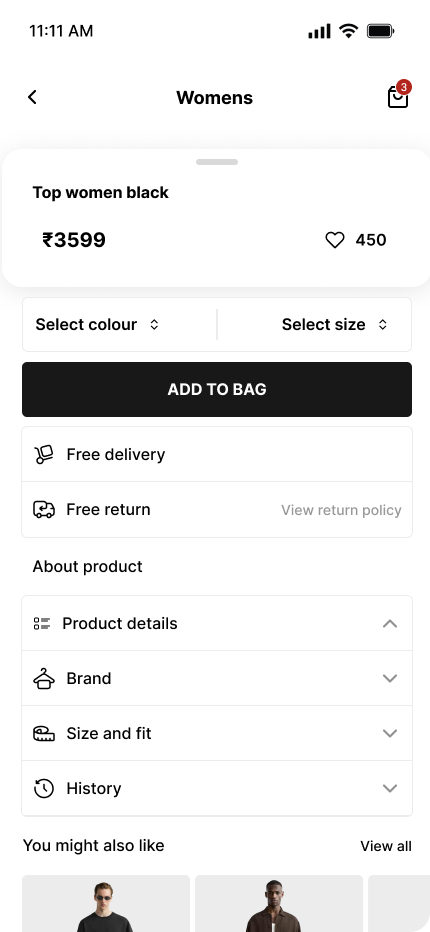 11:11 AM
Womens
3
Top women black
₹3599
450
Select colour
Select size
ADD TO BAG
Free delivery
Free return
View return policy
About product
Product details
Brand
Size and fit
History
You might also like
View all